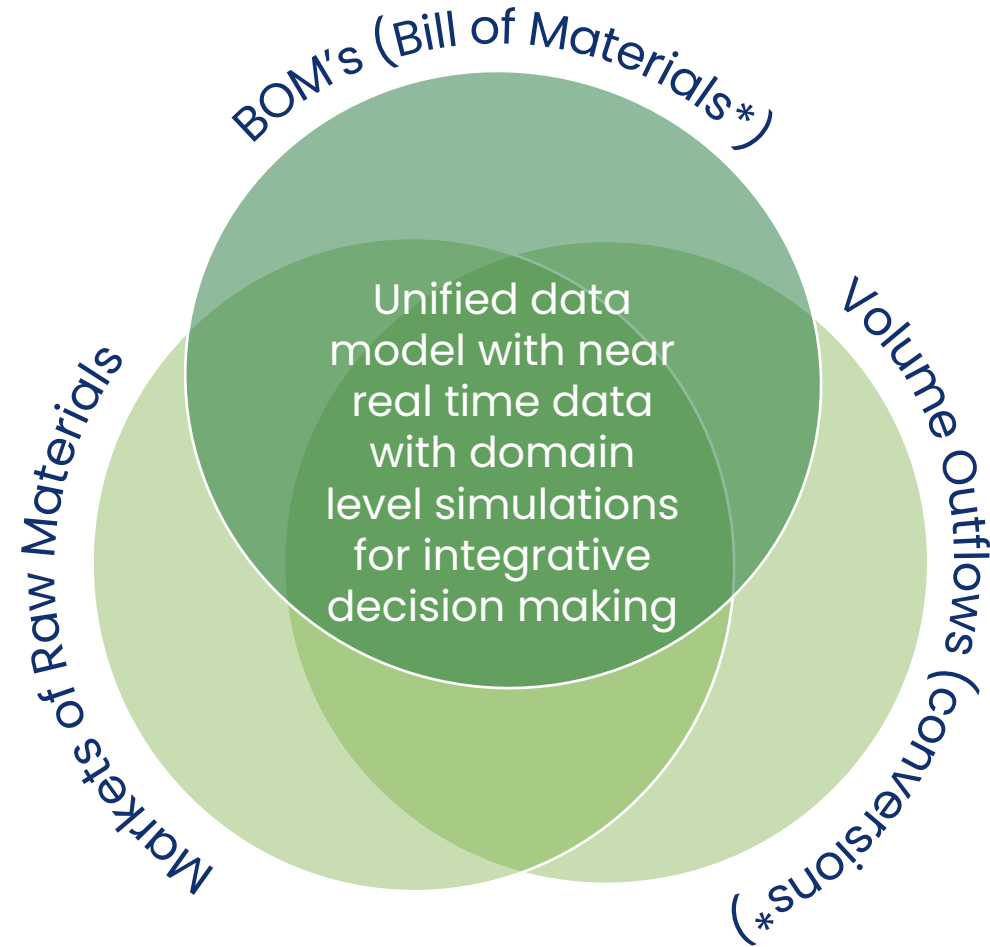 BOM’s (Bill of Materials*)
Unified data
model with near
real time data
with domain
level simulations
for integrative
decision making
Markets of Raw Materials
Volume Outflows (conversions*)